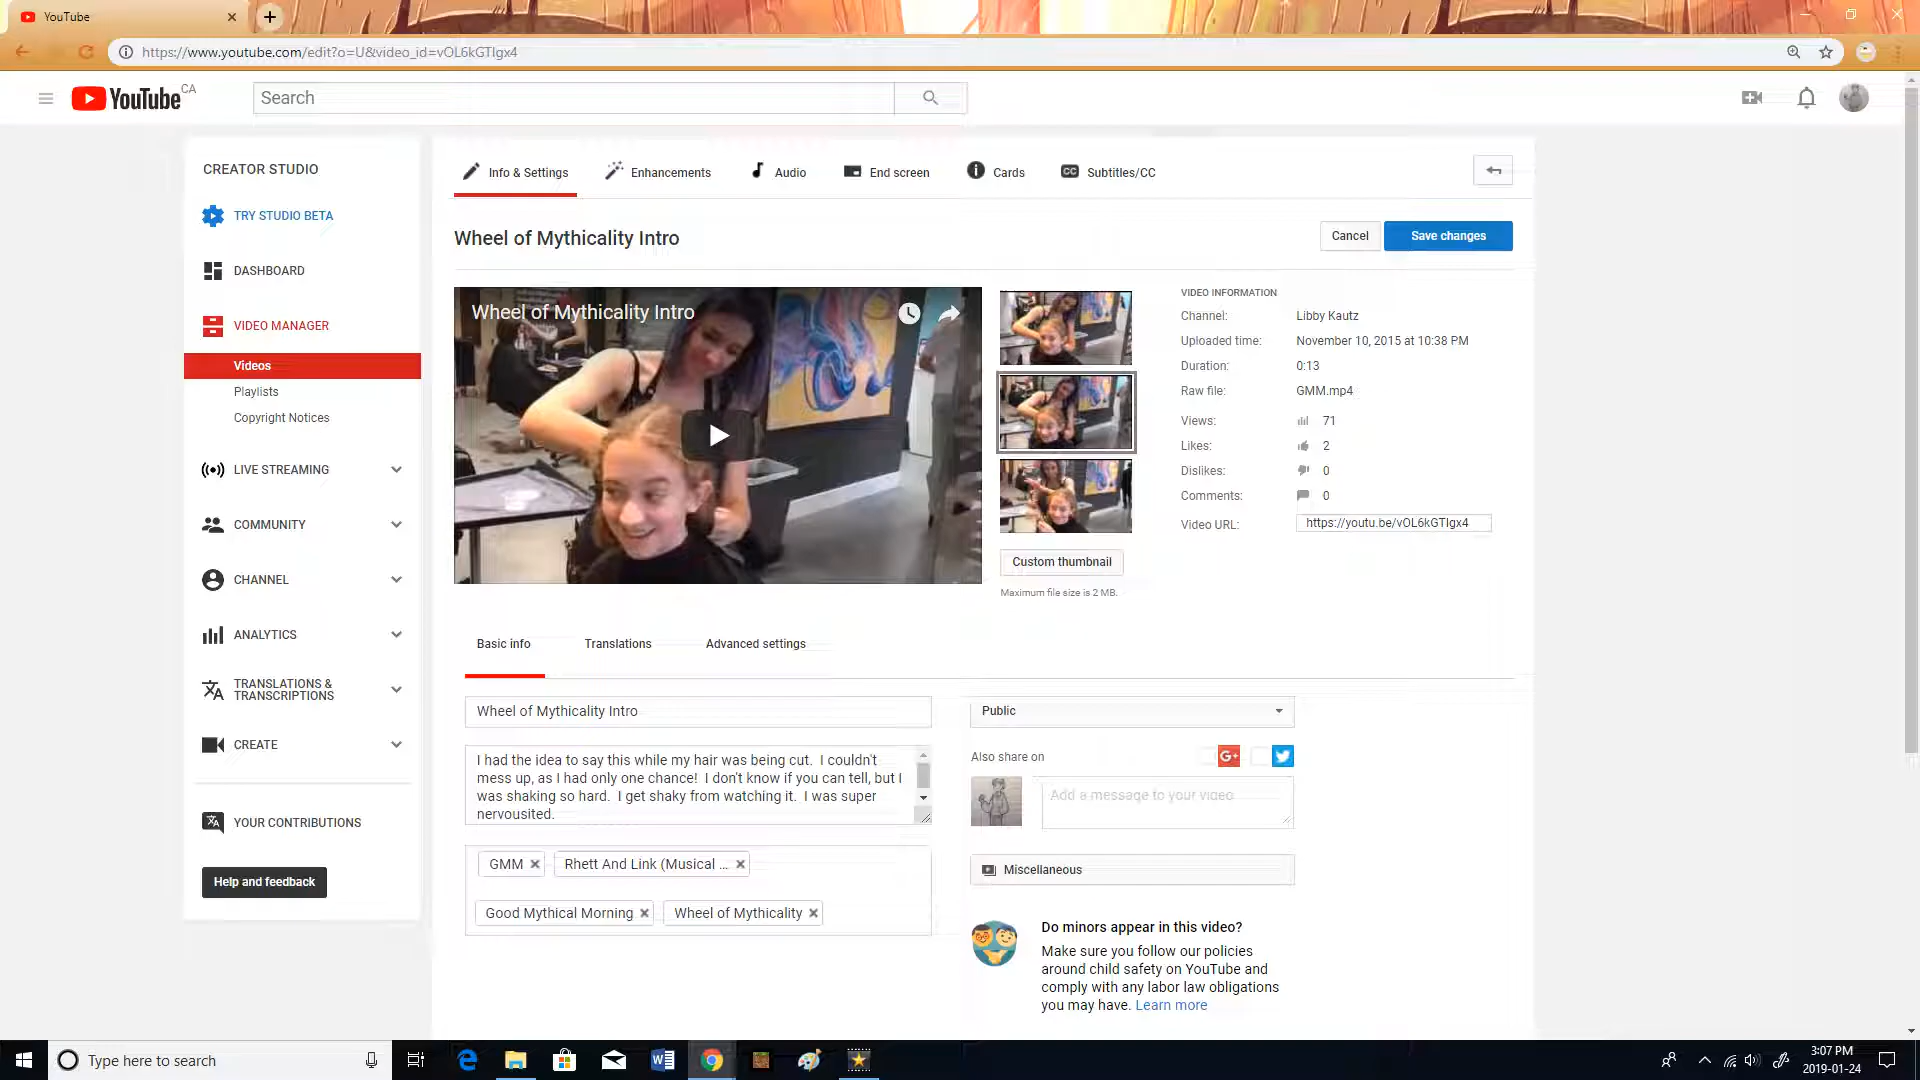 YouTube
https://www.youtube.com/edit?o=U&video_id=vOL6kGTIgx4
YouTube CA
Search
CREATOR STUDIO
TRY STUDIO BETA
DASHBOARD
VIDEO MANAGER
Videos
Playlists
Copyright Notices
LIVE STREAMING
COMMUNITY
CHANNEL
ANALYTICS
TRANSLATIONS &
TRANSCRIPTIONS
CREATE
YOUR CONTRIBUTIONS
Help and feedback
Info & Settings
Enhancements
Audio
End screen
Cards
CC Subtitles/CC
Wheel of Mythicality Intro
Cancel
Save changes
Wheel of Mythicality Intro
Custom thumbnail
Maximum file size is 2 MB.
VIDEO INFORMATION
Channel: Libby Kautz
Uploaded time: November 10, 2015 at 10:38 PM
Duration: 0:13
Raw file: GMM.mp4
Views: 71
Likes: 2
Dislikes: 0
Comments: 0
Video URL: https://youtu.be/vOL6kGTIgx4
Basic info
Translations
Advanced settings
Wheel of Mythicality Intro
I had the idea to say this while my hair was being cut. I couldn't
mess up, as I had only one chance! I don't know if you can tell, but I
was shaking so hard. I get shaky from watching it. I was super
nervousited.
GMM
Rhett And Link (Musical ...
Good Mythical Morning
Wheel of Mythicality
Public
Also share on
G+
Add a message to your video
Miscellaneous
Do minors appear in this video?
Make sure you follow our policies
around child safety on YouTube and
comply with any labor law obligations
you may have. Learn more
Type here to search
3:07 PM
2019-01-24